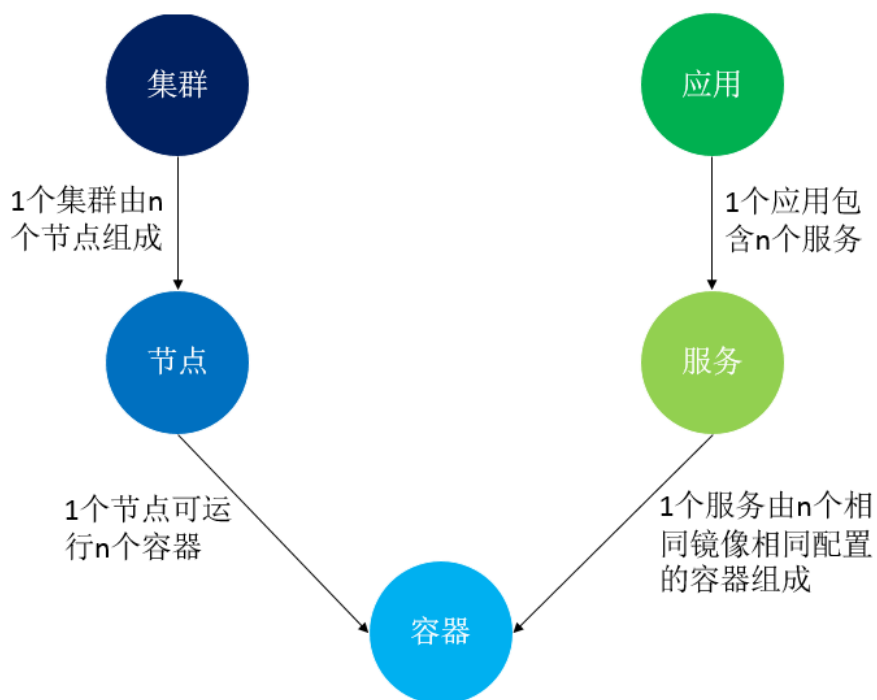 集群
应用
1个集群由n
个节点组成
1个应用包
含n个服务
节点
服务
1个节点可运
行n个容器
1个服务由n个相
同镜像相同配置
的容器组成
容器